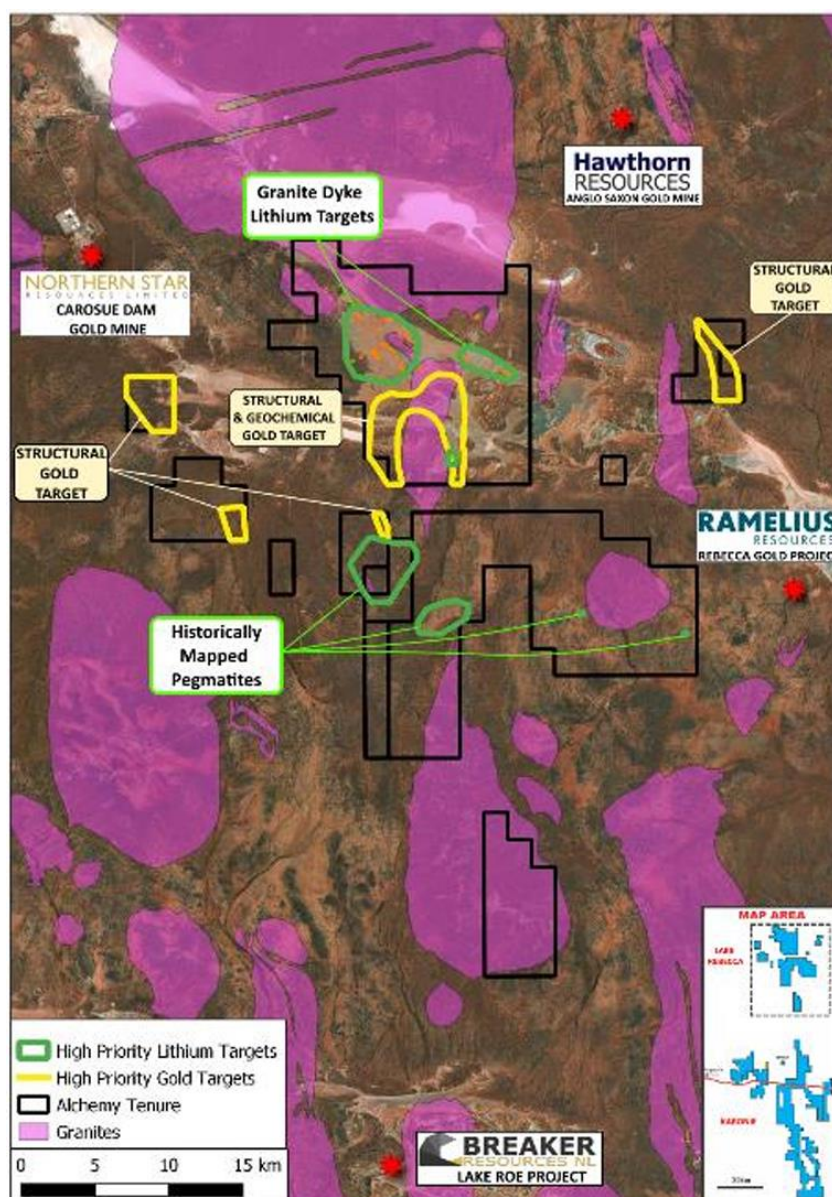 Hawthorn
RESOURCES
ANGLO SAXON GOLD MINE
Granite Dyke
Lithium Targets
NORTHERN STAR
RESOURCES LIMITED
CAROSUE DAM
GOLD MINE
STRUCTURAL
GOLD
TARGET
STRUCTURAL
& GEOCHEMICAL
GOLD TARGET
STRUCTURAL
GOLD
TARGET
RAMELIUS
RESOURCES
REBECCA GOLD PROJECT
Historically
Mapped
Pegmatites
MAP AREA
LAKE
REBECCA
KARONIE
High Priority Lithium Targets
High Priority Gold Targets
Alchemy Tenure
Granites
0 5 10 15 km
BREAKER
RESOURCES NL
LAKE ROE PROJECT